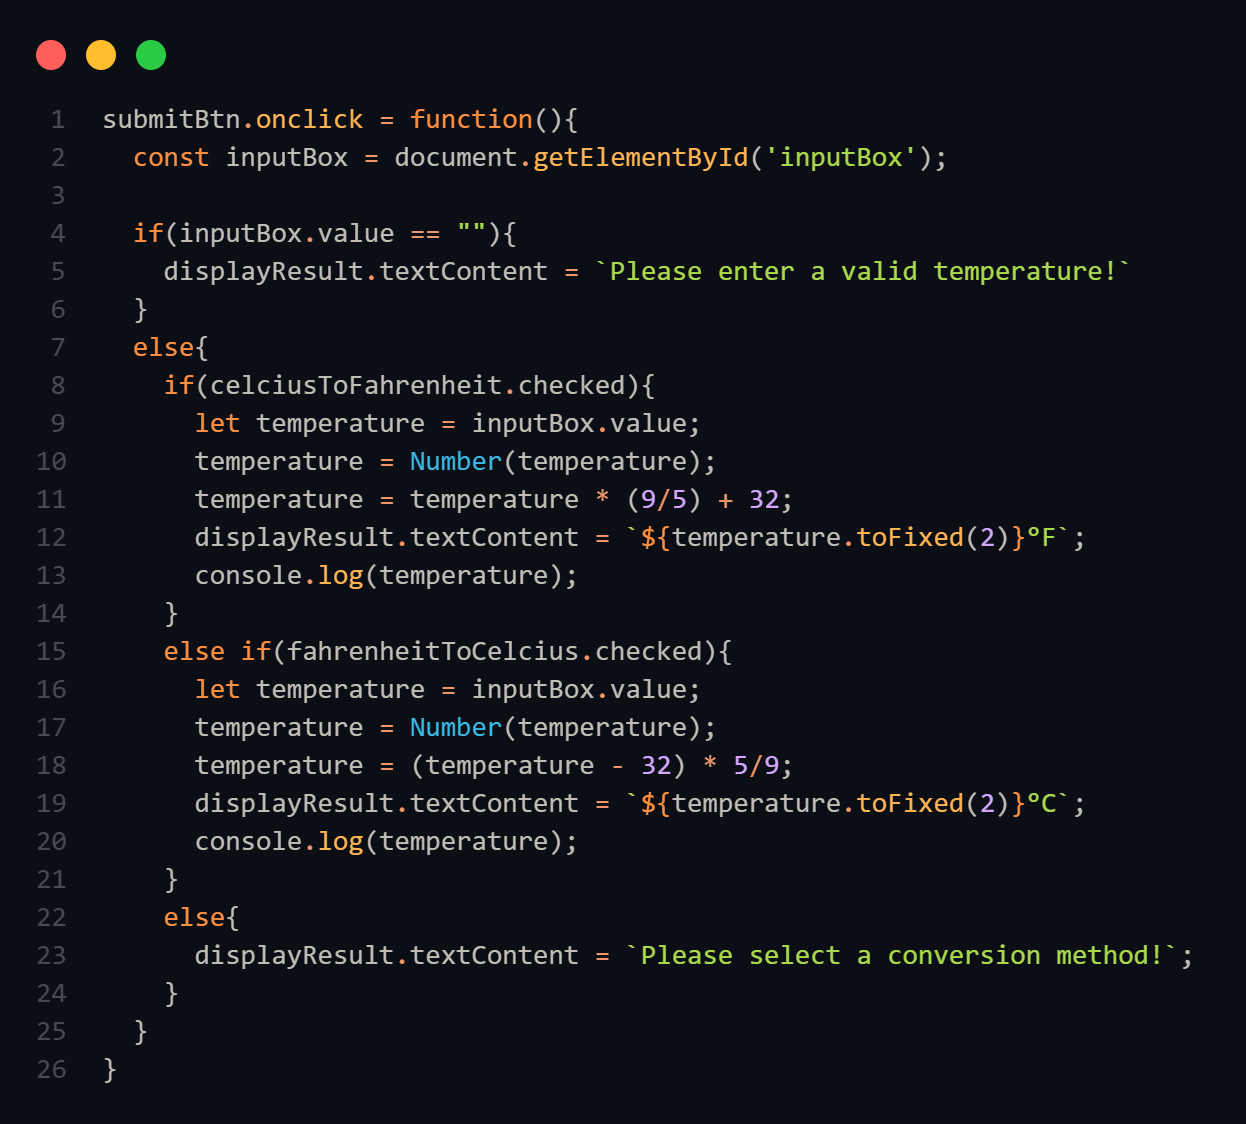 1 submitBtn.onclick = function(){
2   const inputBox = document.getElementById('inputBox');
3
4   if(inputBox.value == ""){
5     displayResult.textContent = `Please enter a valid temperature!`
6   }
7   else{
8     if(celciusToFahrenheit.checked){
9       let temperature = inputBox.value;
10       temperature = Number(temperature);
11       temperature = temperature * (9/5) + 32;
12       displayResult.textContent = `${temperature.toFixed(2)}ºF`;
13       console.log(temperature);
14     }
15     else if(fahrenheitToCelcius.checked){
16       let temperature = inputBox.value;
17       temperature = Number(temperature);
18       temperature = (temperature - 32) * 5/9;
19       displayResult.textContent = `${temperature.toFixed(2)}ºC`;
20       console.log(temperature);
21     }
22     else{
23       displayResult.textContent = `Please select a conversion method!`;
24     }
25   }
26 }